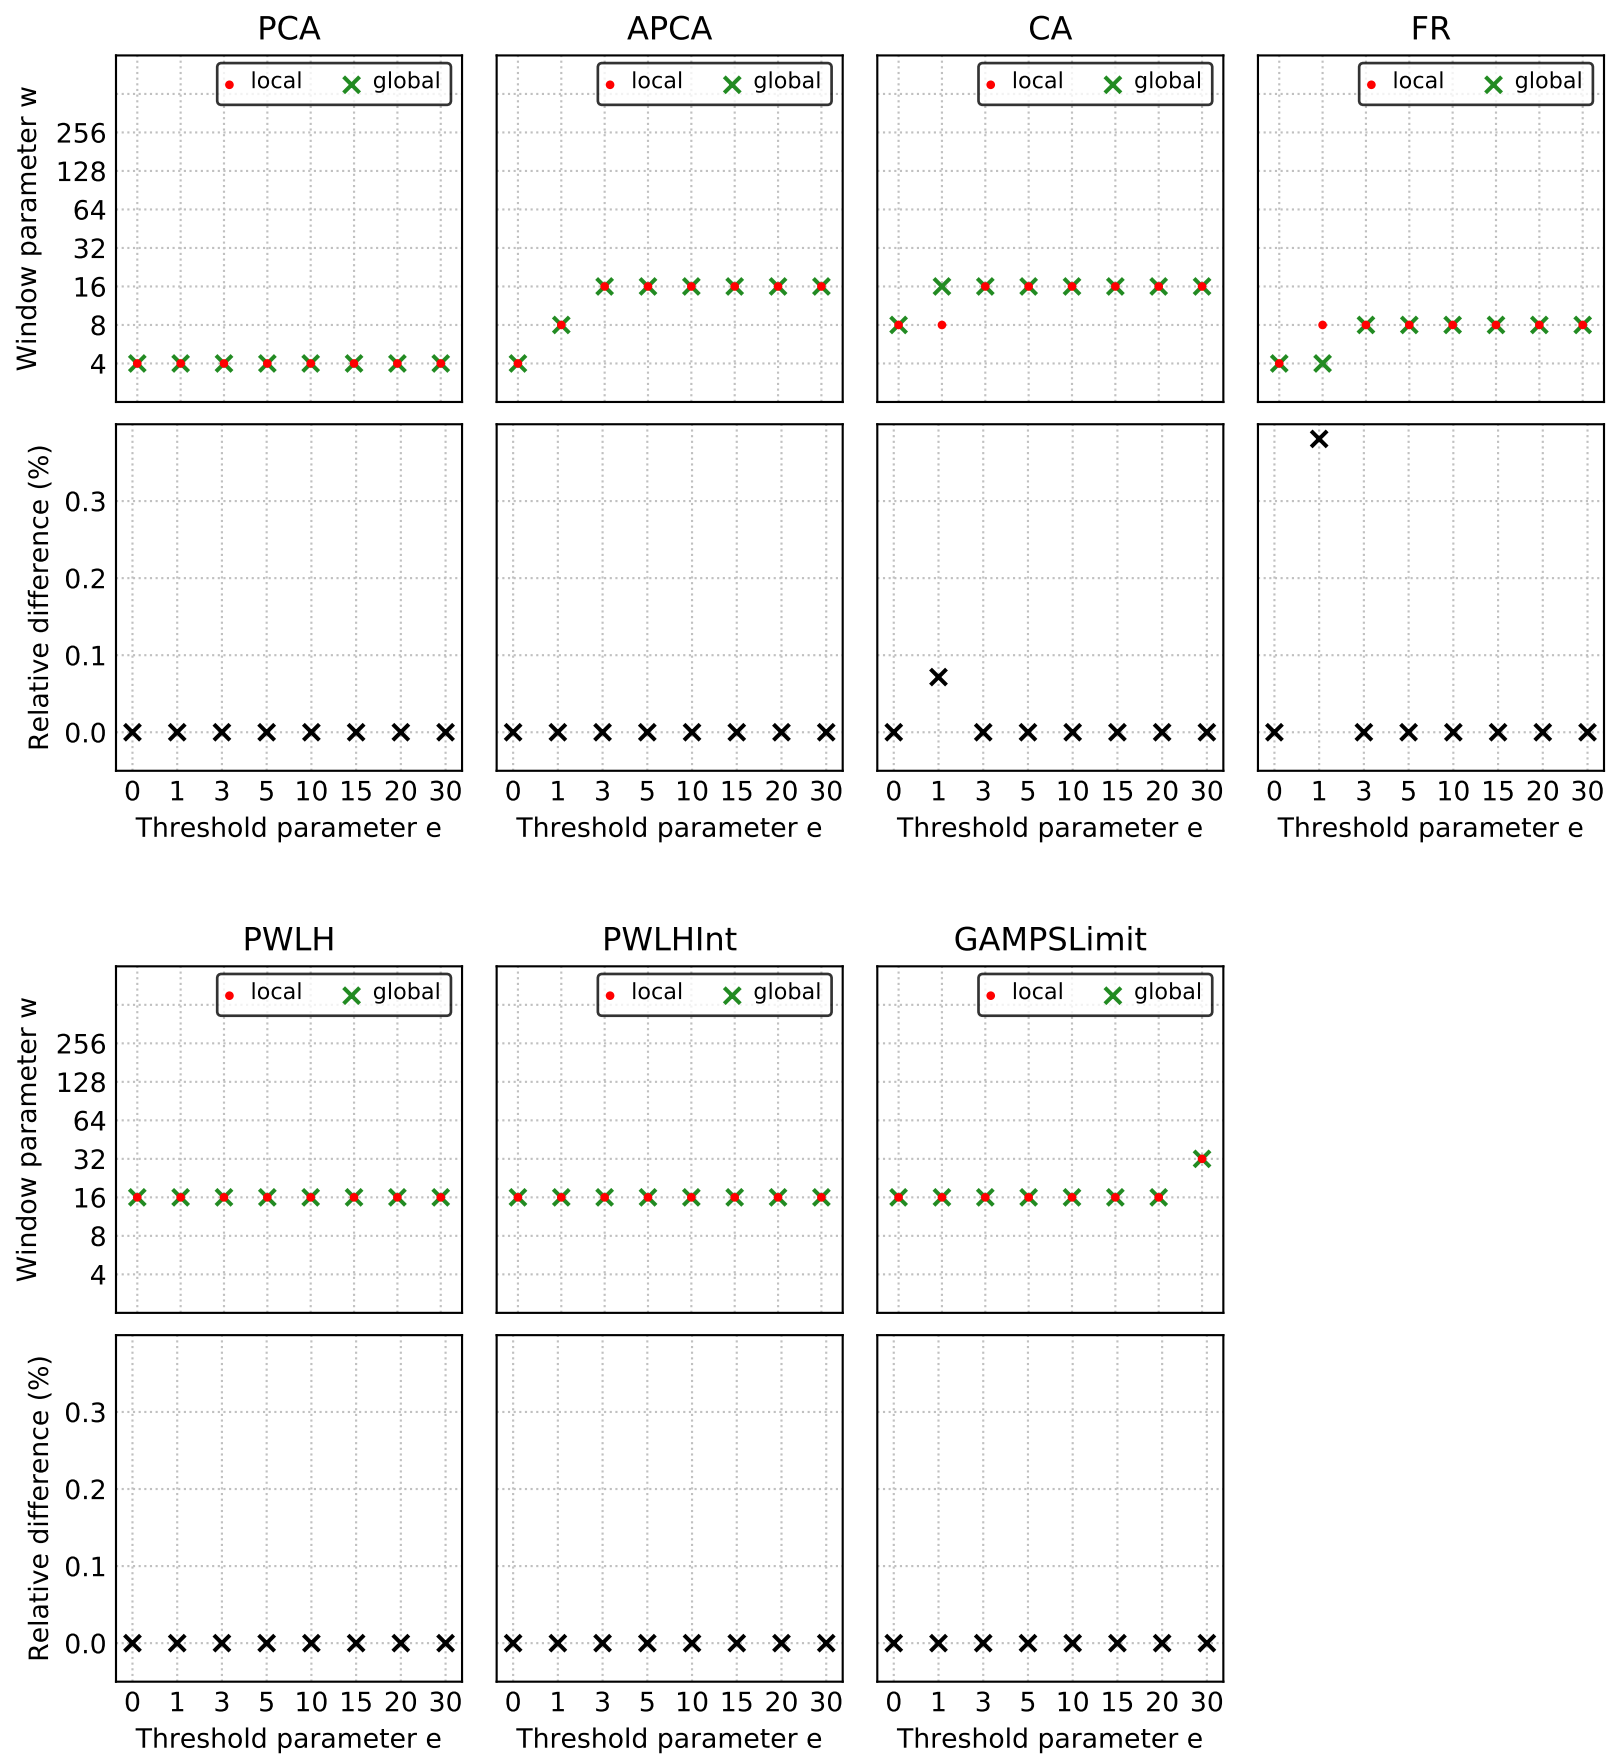 PCA APCA CA FR
local global local global local global local global
Window parameter w
256
128
64
32
16
8
4
Relative difference (%)
0.3
0.2
0.1
0.0
0 1 3 5 10 15 20 30 0 1 3 5 10 15 20 30 0 1 3 5 10 15 20 30 0 1 3 5 10 15 20 30
Threshold parameter e Threshold parameter e Threshold parameter e Threshold parameter e
PWLH PWLHInt GAMPSLimit
local global local global local global
Window parameter w
256
128
64
32
16
8
4
Relative difference (%)
0.3
0.2
0.1
0.0
0 1 3 5 10 15 20 30 0 1 3 5 10 15 20 30 0 1 3 5 10 15 20 30
Threshold parameter e Threshold parameter e Threshold parameter e